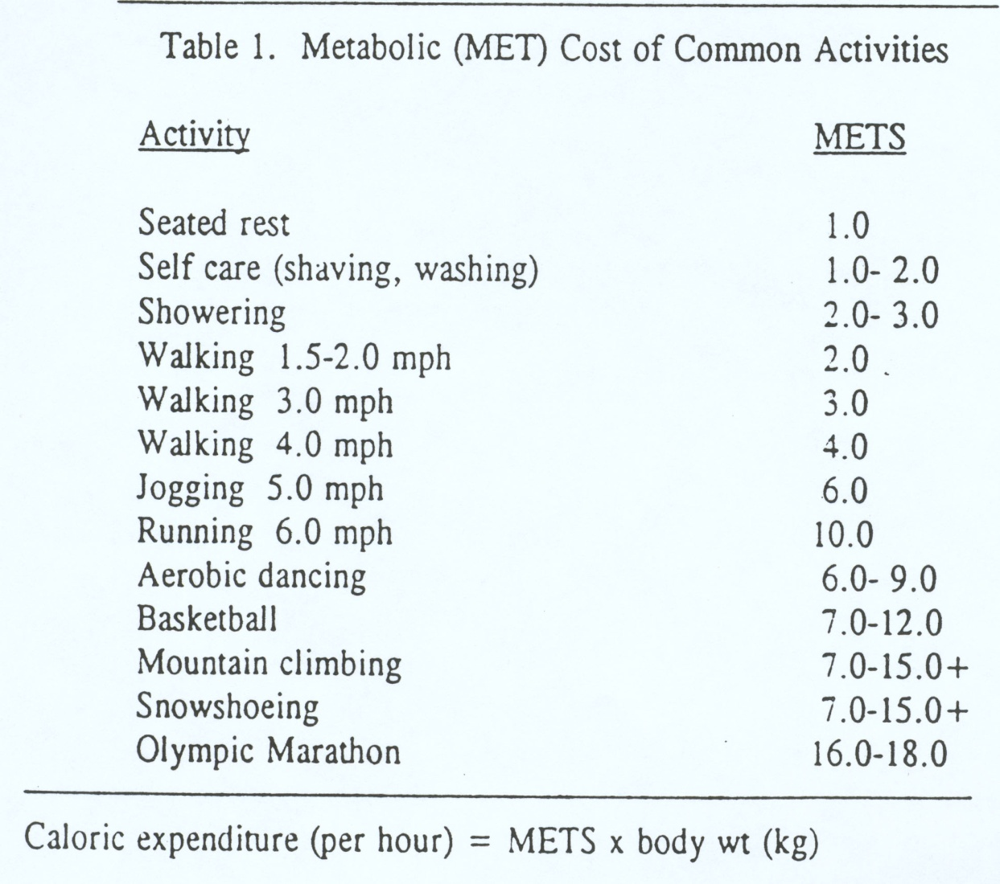 Table 1. Metabolic (MET) Cost of Common Activities
Activity METS
Seated rest 1.0
Self care (shaving, washing) 1.0- 2.0
Showering 2.0- 3.0
Walking 1.5-2.0 mph 2.0
Walking 3.0 mph 3.0
Walking 4.0 mph 4.0
Jogging 5.0 mph 6.0
Running 6.0 mph 10.0
Aerobic dancing 6.0- 9.0
Basketball 7.0-12.0
Mountain climbing 7.0-15.0+
Snowshoeing 7.0-15.0+
Olympic Marathon 16.0-18.0
Caloric expenditure (per hour) = METS x body wt (kg)